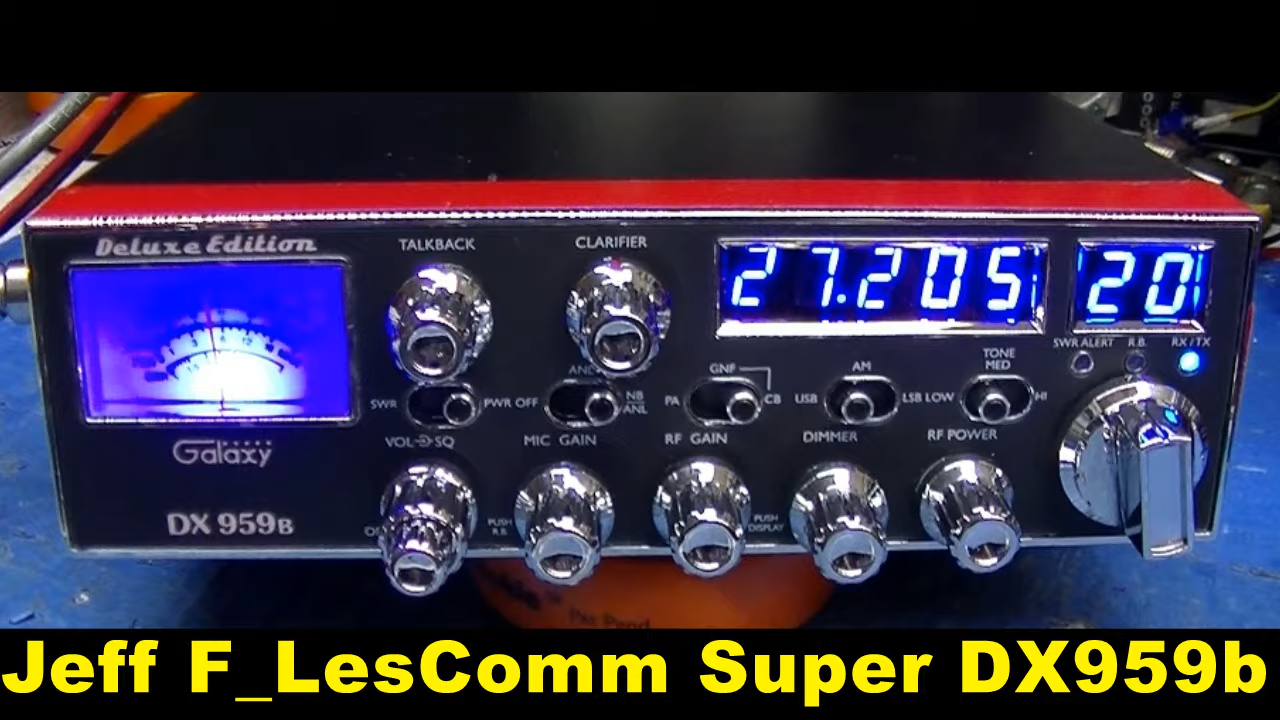 Deluxe Edition
TALKBACK
CLARIFIER
27.205
20
SWR ALERT
R.B.
RX / TX
SWR
PWR
OFF
NB
ANL
PA
GNF
CB
USB
AM
LSB
LOW
TONE
MED
HI
Galaxy
VOL SQ
MIC GAIN
RF GAIN
DIMMER
RF POWER
DX 959B
PUSH
R.B.
PUSH
DISPLAY
Pat Pend
Jeff F_LesComm Super DX959b